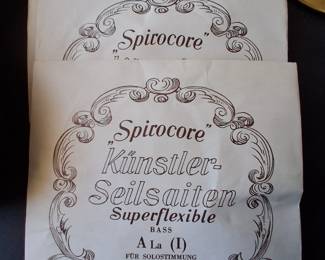 „Spirocore"
„Spirocore"
Künstler-
Seilsaiten
Superflexible
BASS
A La (I)
FÜR SOLOSTIMMUNG